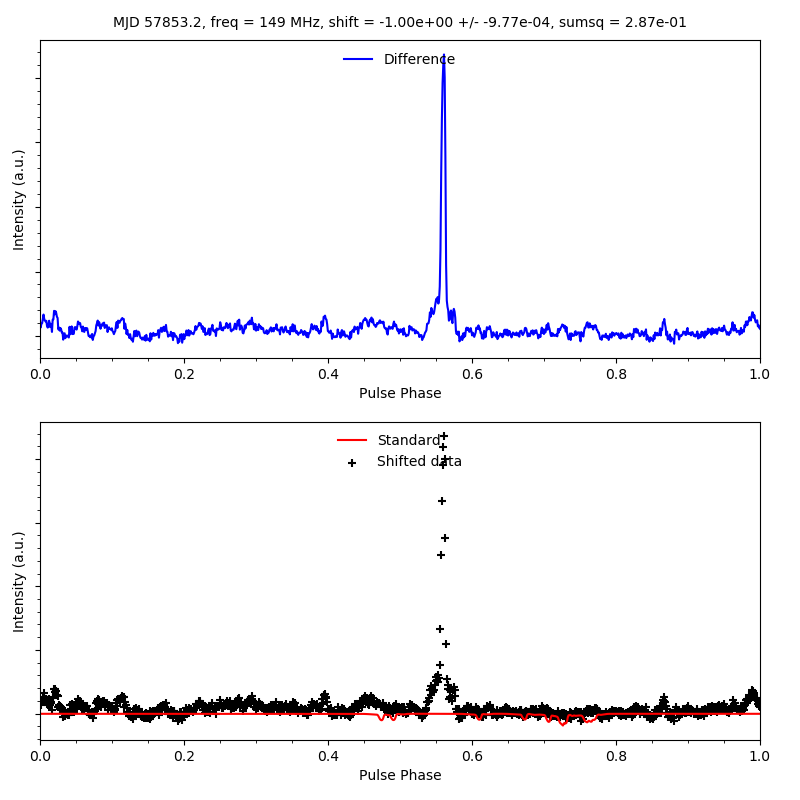 MJD 57853.2, freq = 149 MHz, shift = -1.00e+00 +/- -9.77e-04, sumsq = 2.87e-01
Difference
Intensity (a.u.)
0.0 0.2 0.4 0.6 0.8 1.0
Pulse Phase
Standard
Shifted data
Intensity (a.u.)
0.0 0.2 0.4 0.6 0.8 1.0
Pulse Phase